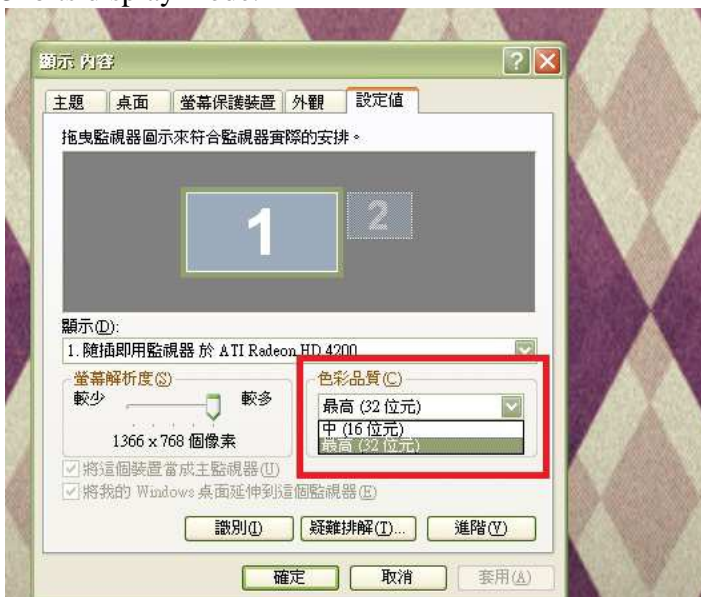 顯示 內容
主題 桌面 螢幕保護裝置 外觀 設定值
拖曳監視器圖示來符合監視器實際的安排。
1 2
顯示(D):
1. 隨插即用監視器 於 ATI Radeon HD 4200
螢幕解析度(S) 色彩品質(C)
較少 較多 最高 (32 位元)
中 (16 位元)
1366 x 768 個像素 最高 (32 位元)
將這個裝置當成主監視器(U)
將我的 Windows 桌面延伸到這個監視器(E)
識別(I) 疑難排解(T)... 進階(V)
確定 取消 套用(A)